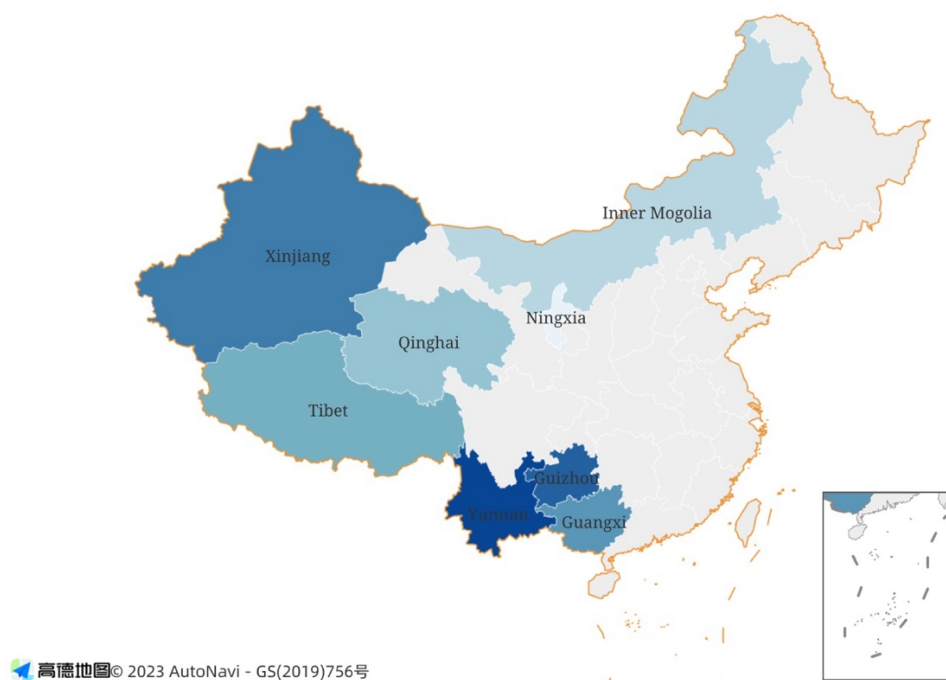 Inner Mogolia
Xinjiang
Ningxia
Qinghai
Tibet
Guizhou
Yunnan
Guangxi
高德地图© 2023 AutoNavi - GS(2019)756号